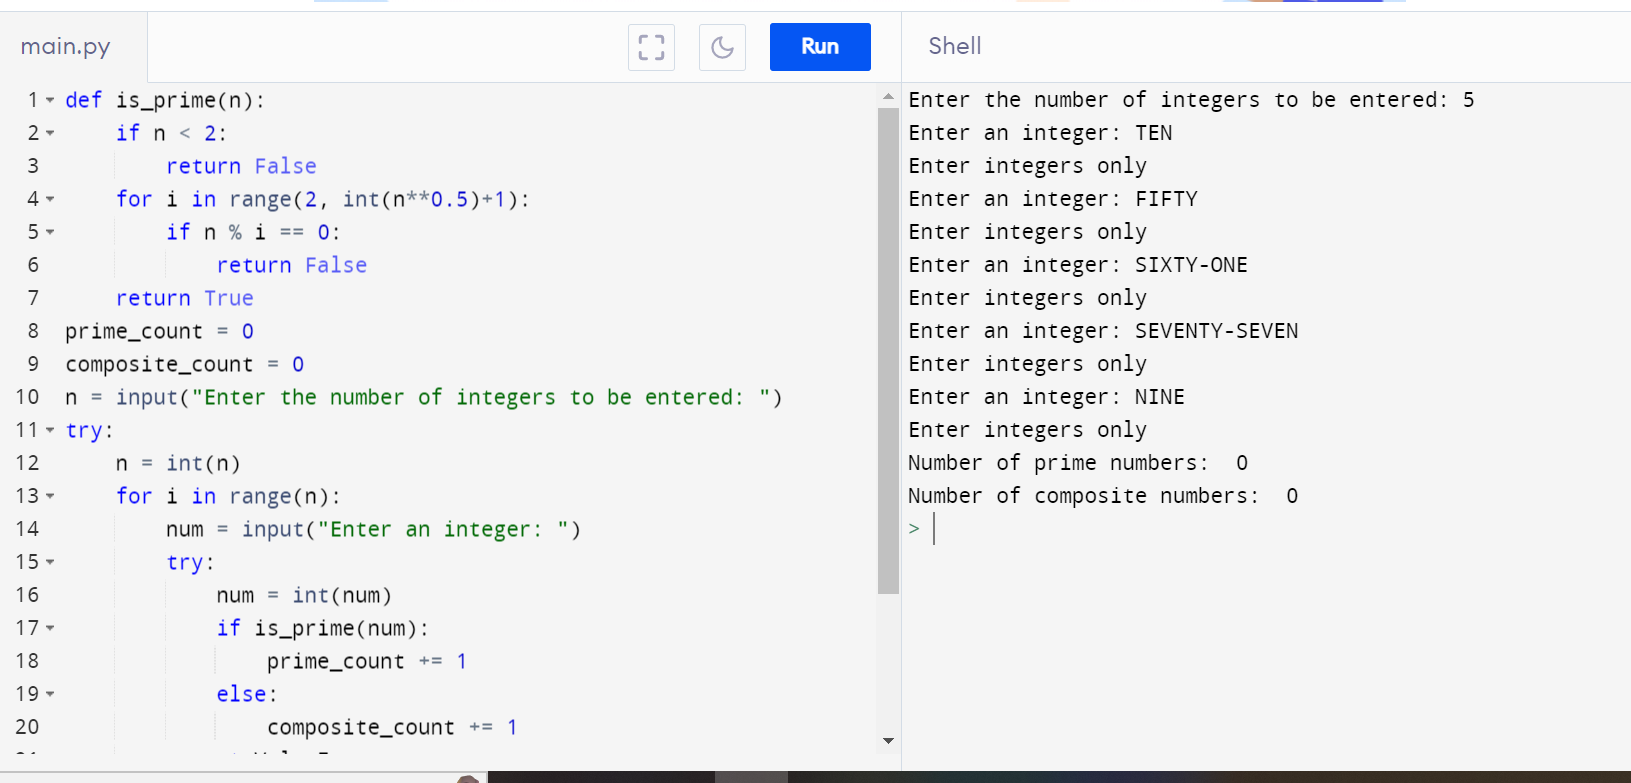 main.py
Run
Shell
1 def is_prime(n):
2 if n < 2:
3 return False
4 for i in range(2, int(n**0.5)+1):
5 if n % i == 0:
6 return False
7 return True
8 prime_count = 0
9 composite_count = 0
10 n = input("Enter the number of integers to be entered: ")
11 try:
12 n = int(n)
13 for i in range(n):
14 num = input("Enter an integer: ")
15 try:
16 num = int(num)
17 if is_prime(num):
18 prime_count += 1
19 else:
20 composite_count += 1
Enter the number of integers to be entered: 5
Enter an integer: TEN
Enter integers only
Enter an integer: FIFTY
Enter integers only
Enter an integer: SIXTY-ONE
Enter integers only
Enter an integer: SEVENTY-SEVEN
Enter integers only
Enter an integer: NINE
Enter integers only
Number of prime numbers:  0
Number of composite numbers:  0
>